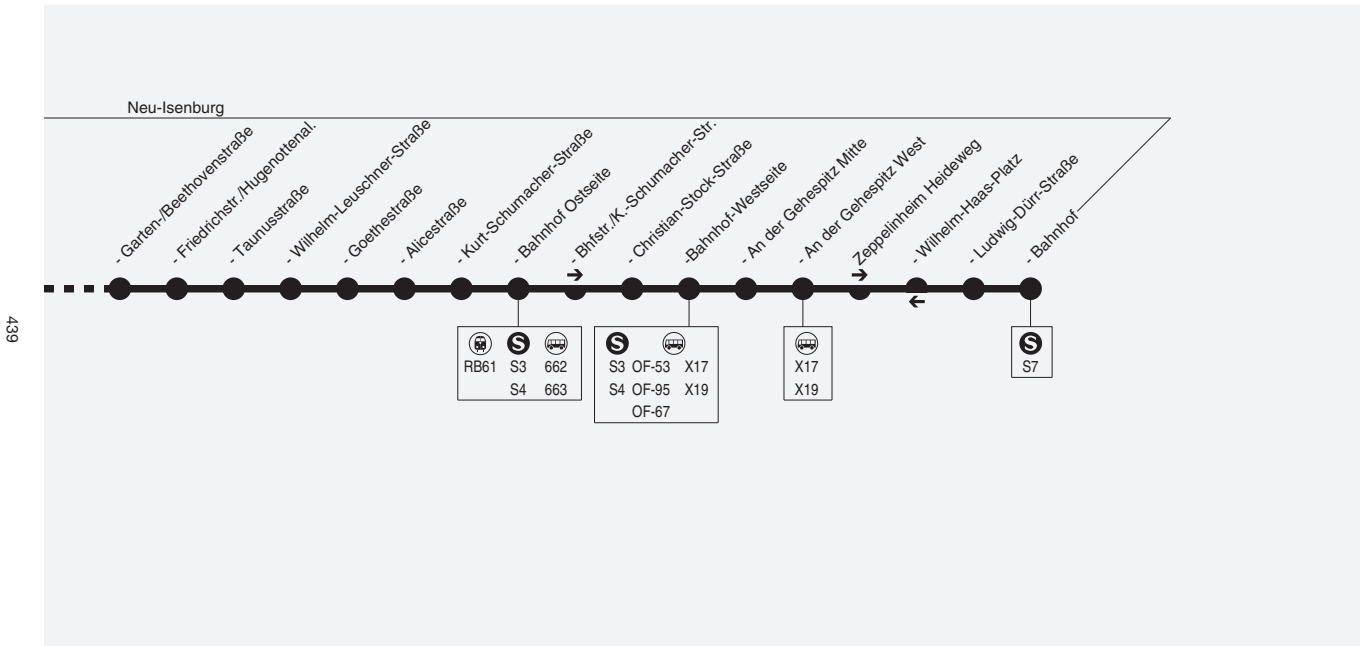 Neu-Isenburg
- Garten-/Beethovenstraße
- Friedrichstr./Hugenottenal.
- Taunusstraße
- Wilhelm-Leuschner-Straße
- Goethestraße
- Alicestraße
- Kurt-Schumacher-Straße
- Bahnhof Ostseite
- Bhfstr./K.-Schumacher-Str.
- Christian-Stock-Straße
-Bahnhof-Westseite
- An der Gehespitz Mitte
- An der Gehespitz West
Zeppelinheim Heideweg
- Wilhelm-Haas-Platz
- Ludwig-Dürr-Straße
- Bahnhof
S
RB61 S3 662
S4 663
S
S3 OF-53 X17
S4 OF-95 X19
OF-67
X17
X19
S
S7
439